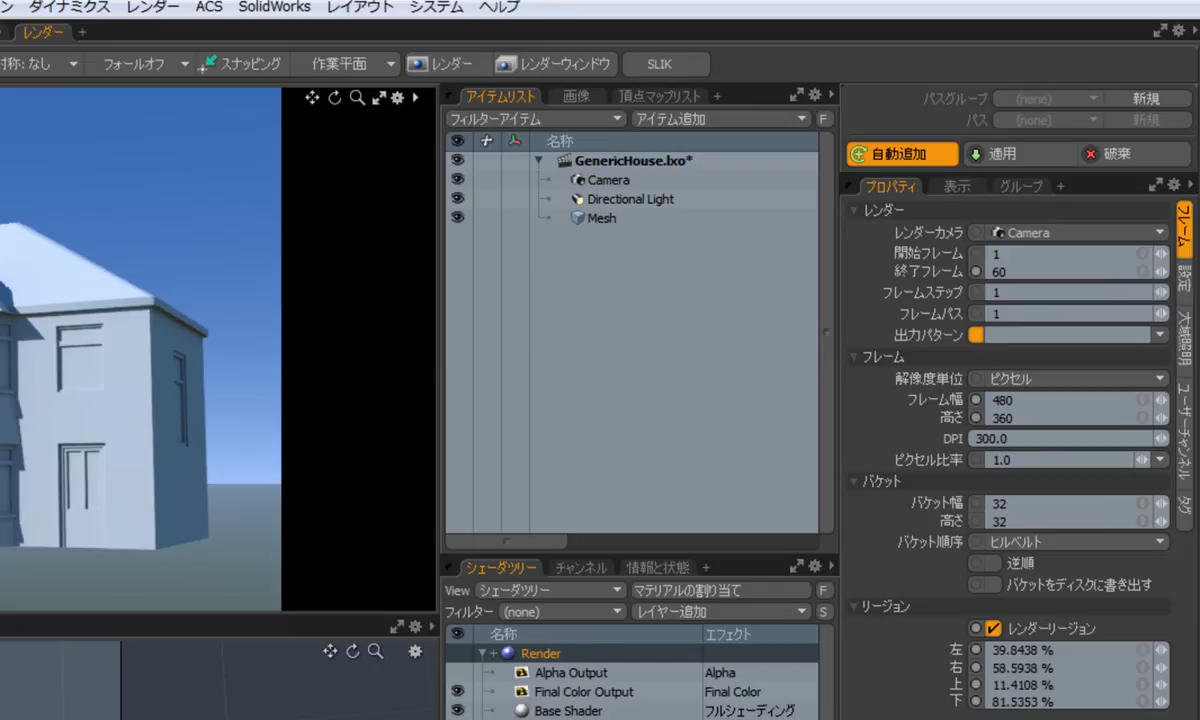 ン ダイナミクス レンダー ACS SolidWorks レイアウト システム ヘルプ
レンダー +
対称: なし フォールオフ スナッピング 作業平面 レンダー レンダーウィンドウ SLIK
アイテムリスト 画像 頂点マップリスト +
フィルターアイテム アイテム追加 F
名称
GenericHouse.lxo*
Camera
Directional Light
Mesh
シェーダツリー チャンネル 情報と状態 +
View シェーダツリー マテリアルの割り当て F
フィルター (none) レイヤー追加 S
名称 エフェクト
Render
Alpha Output Alpha
Final Color Output Final Color
Base Shader フルシェーディング
パスグループ (none) 新規
パス (none) 新規
自動追加 適用 破棄
プロパティ 表示 グループ +
レンダー
レンダーカメラ Camera
開始フレーム 1
終了フレーム 60
フレームステップ 1
フレームパス 1
出力パターン
フレーム
解像度単位 ピクセル
フレーム幅 480
高さ 360
DPI 300.0
ピクセル比率 1.0
バケット
バケット幅 32
高さ 32
バケット順序 ヒルベルト
逆順
バケットをディスクに書き出す
リージョン
レンダーリージョン
左 39.8438 %
右 58.5938 %
上 11.4108 %
下 81.5353 %
フレーム
設定
大域照明
ユーザーチャンネル
タグ